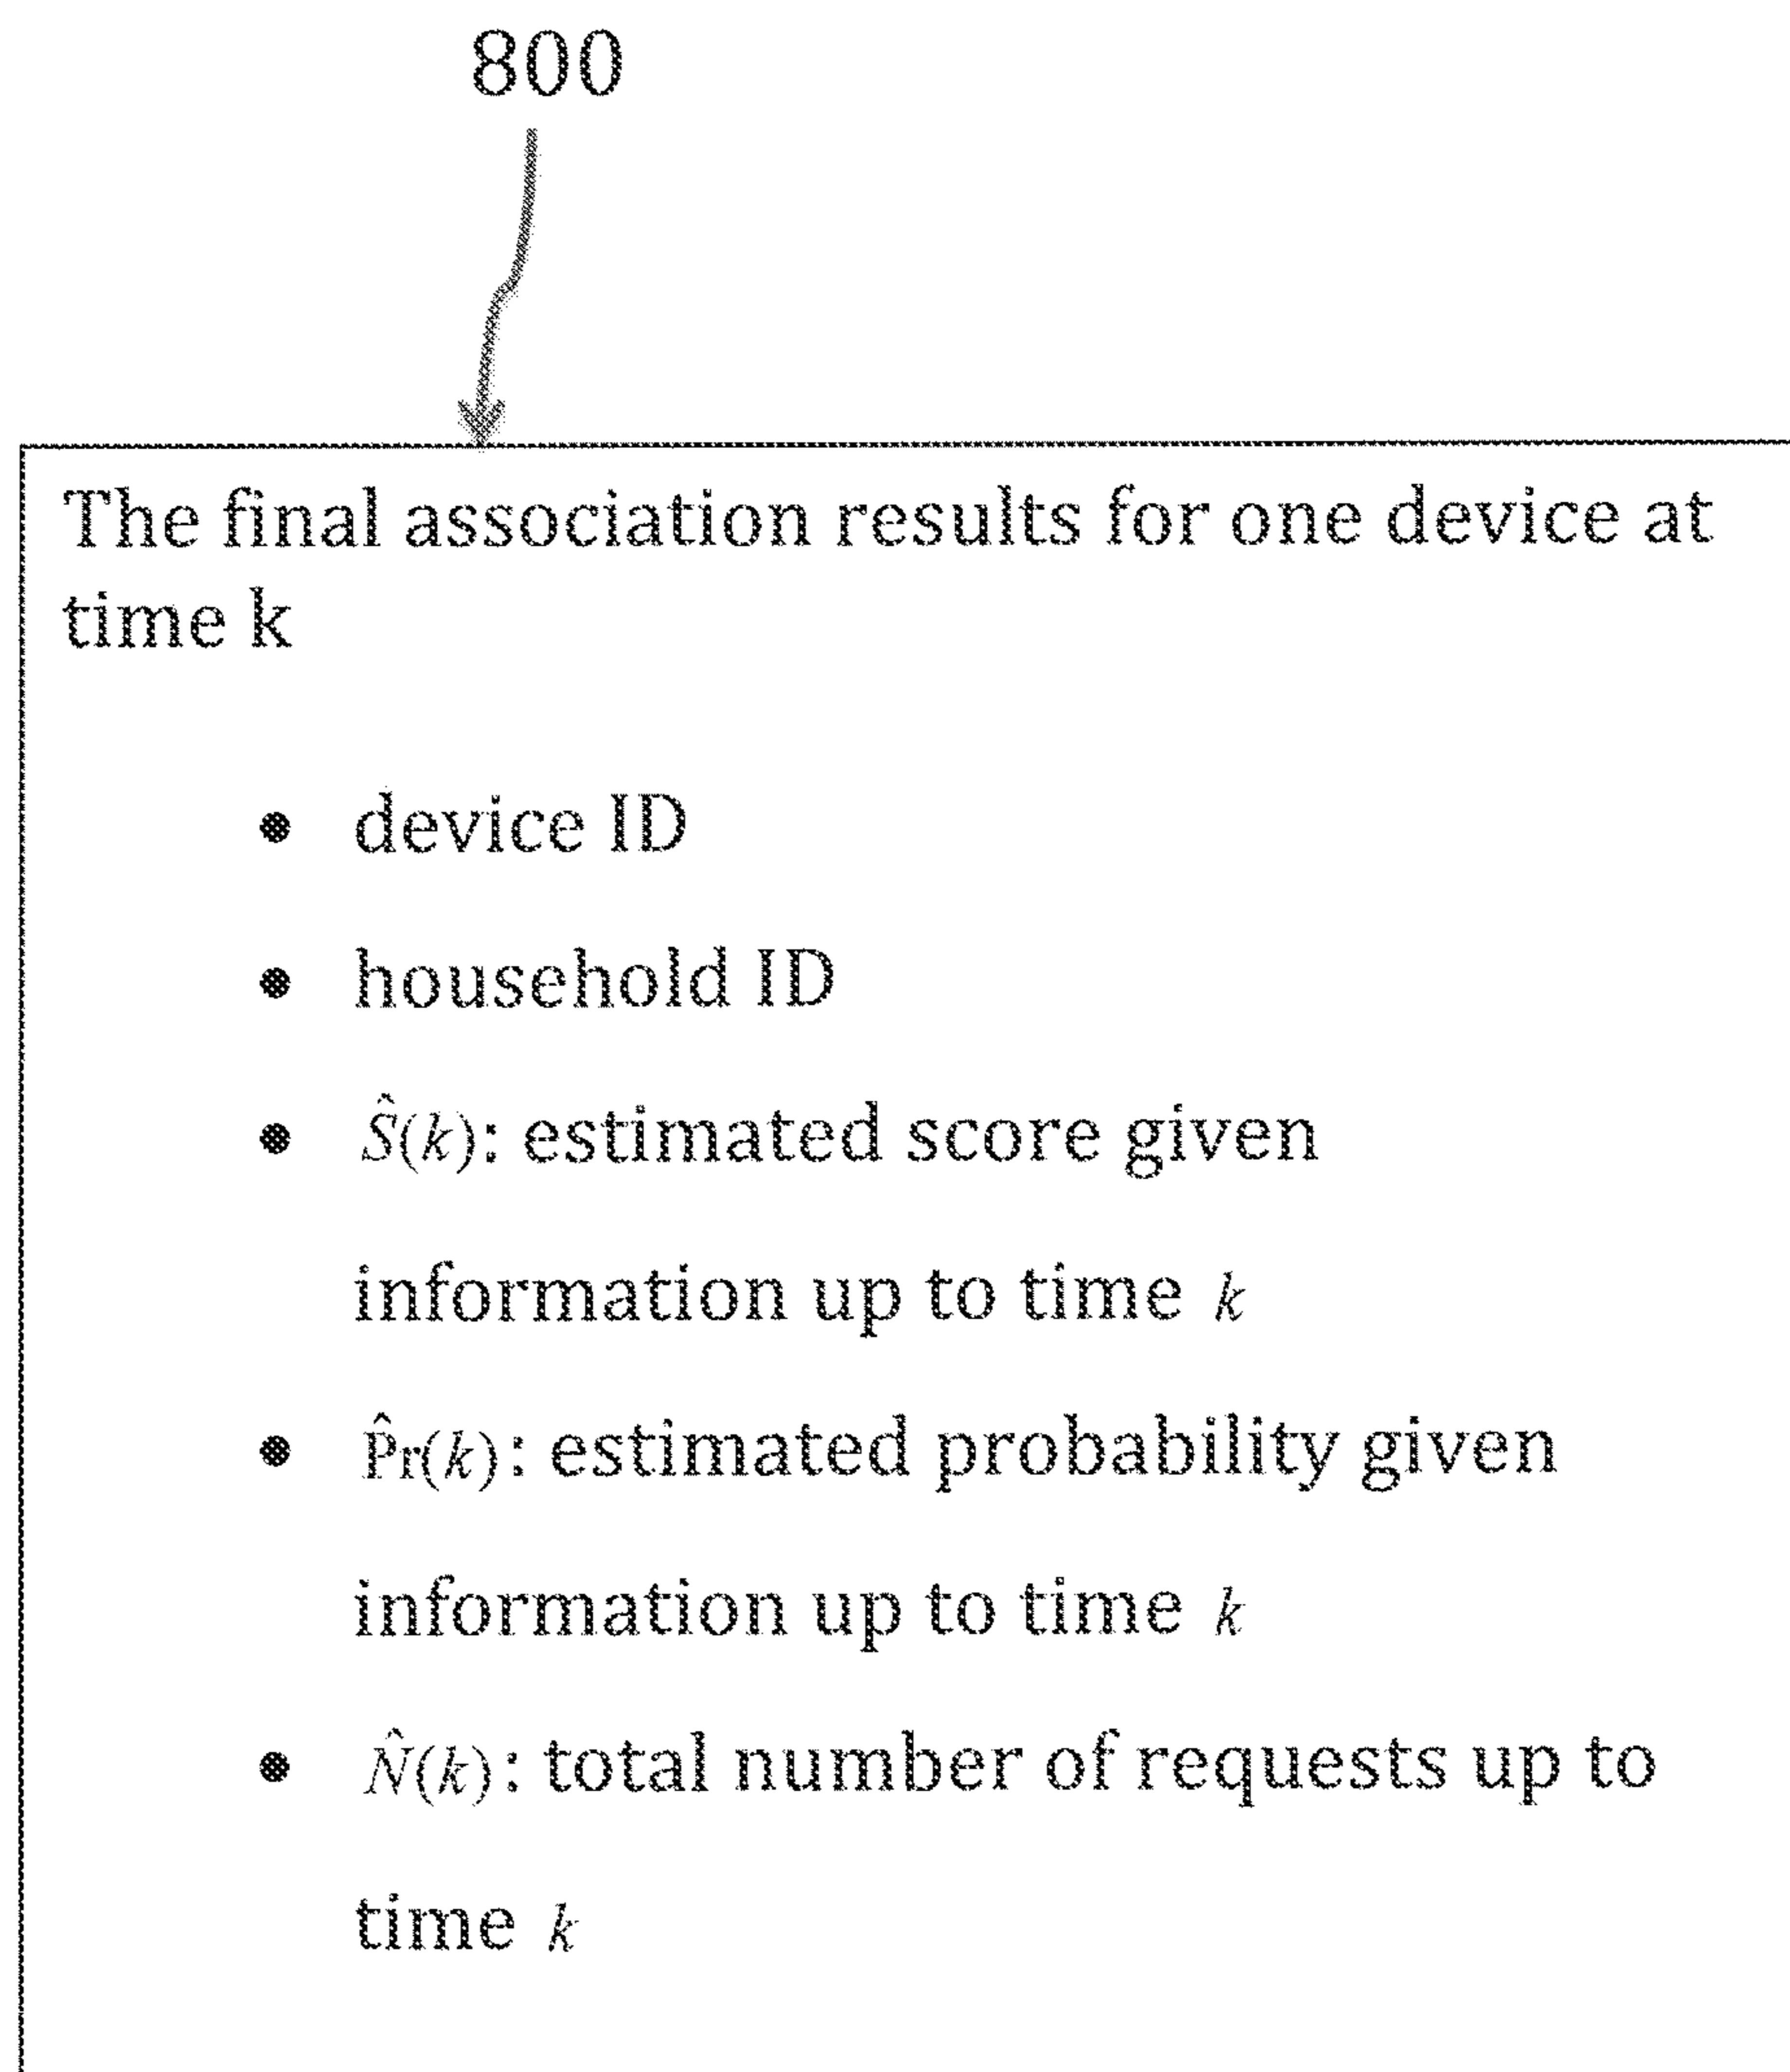 800
The final association results for one device at
time k
• device ID
• household ID
• Ŝ(k): estimated score given
information up to time k
• P̂r(k): estimated probability given
information up to time k
• N̂(k): total number of requests up to
time k